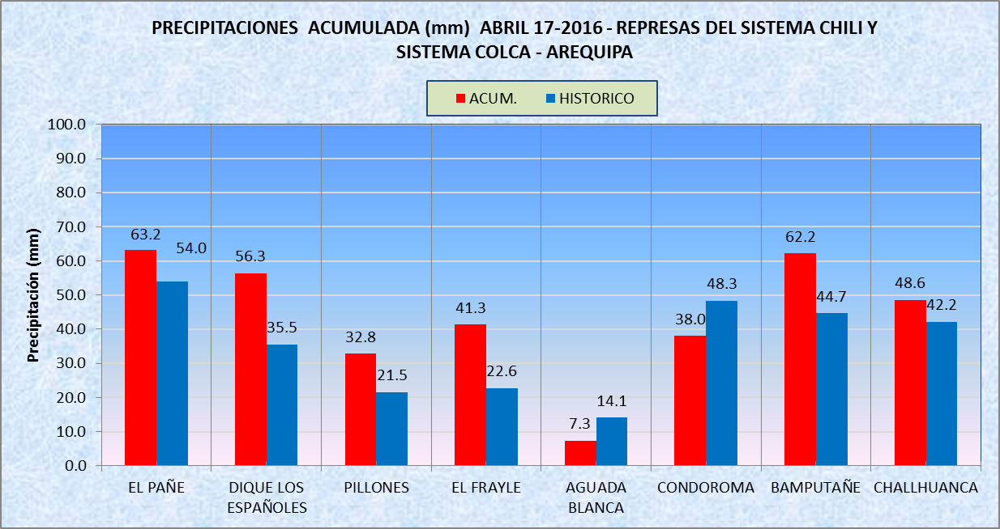 PRECIPITACIONES ACUMULADA (mm) ABRIL 17-2016 - REPRESAS DEL SISTEMA CHILI Y
SISTEMA COLCA - AREQUIPA
ACUM. HISTORICO
Precipitación (mm)
100.0
90.0
80.0
70.0
60.0
50.0
40.0
30.0
20.0
10.0
0.0
63.2 54.0 56.3 35.5 32.8 21.5 41.3 22.6 7.3 14.1 38.0 48.3 62.2 44.7 48.6 42.2
EL PAÑE DIQUE LOS PILLONES EL FRAYLE AGUADA CONDOROMA BAMPUTAÑE CHALLHUANCA
ESPAÑOLES BLANCA